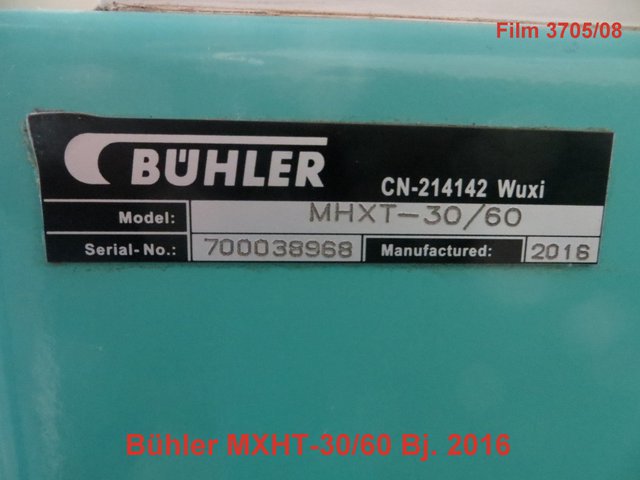 Film 3705/08
BÜHLER
CN-214142 Wuxi
Model: MHXT-30/60
Serial-No.: 700038968 Manufactured: 2016
Bühler MXHT-30/60 Bj. 2016